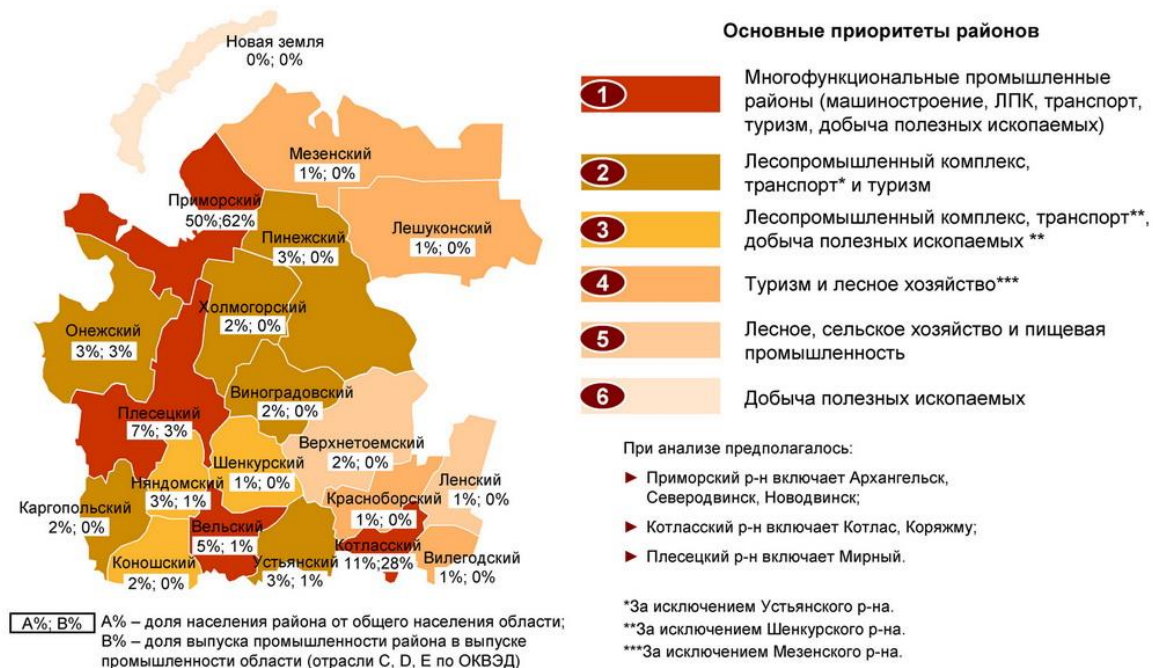 Новая земля
0%; 0%
Мезенский
1%; 0%
Приморский
50%;62%
Лешуконский
1%; 0%
Пинежский
3%; 0%
Холмогорский
2%; 0%
Онежский
3%; 3%
Виноградовский
2%; 0%
Плесецкий
7%; 3%
Верхнетоемский
2%; 0%
Шенкурский
1%; 0%
Няндомский
3%; 1%
Ленский
1%; 0%
Красноборский
1%; 0%
Каргопольский
2%; 0%
Вельский
5%; 1%
Котласский
11%;28%
Вилегодский
1%; 0%
Устьянский
3%; 1%
Коношский
2%; 0%
A%; B%
A% – доля населения района от общего населения области;
B% – доля выпуска промышленности района в выпуске
промышленности области (отрасли C, D, E по ОКВЭД)
Основные приоритеты районов
1
Многофункциональные промышленные
районы (машиностроение, ЛПК, транспорт,
туризм, добыча полезных ископаемых)
2
Лесопромышленный комплекс,
транспорт* и туризм
3
Лесопромышленный комплекс, транспорт**,
добыча полезных ископаемых **
4
Туризм и лесное хозяйство***
5
Лесное, сельское хозяйство и пищевая
промышленность
6
Добыча полезных ископаемых
При анализе предполагалось:
Приморский р-н включает Архангельск,
Северодвинск, Новодвинск;
Котласский р-н включает Котлас, Коряжму;
Плесецкий р-н включает Мирный.
*За исключением Устьянского р-на.
**За исключением Шенкурского р-на.
***За исключением Мезенского р-на.